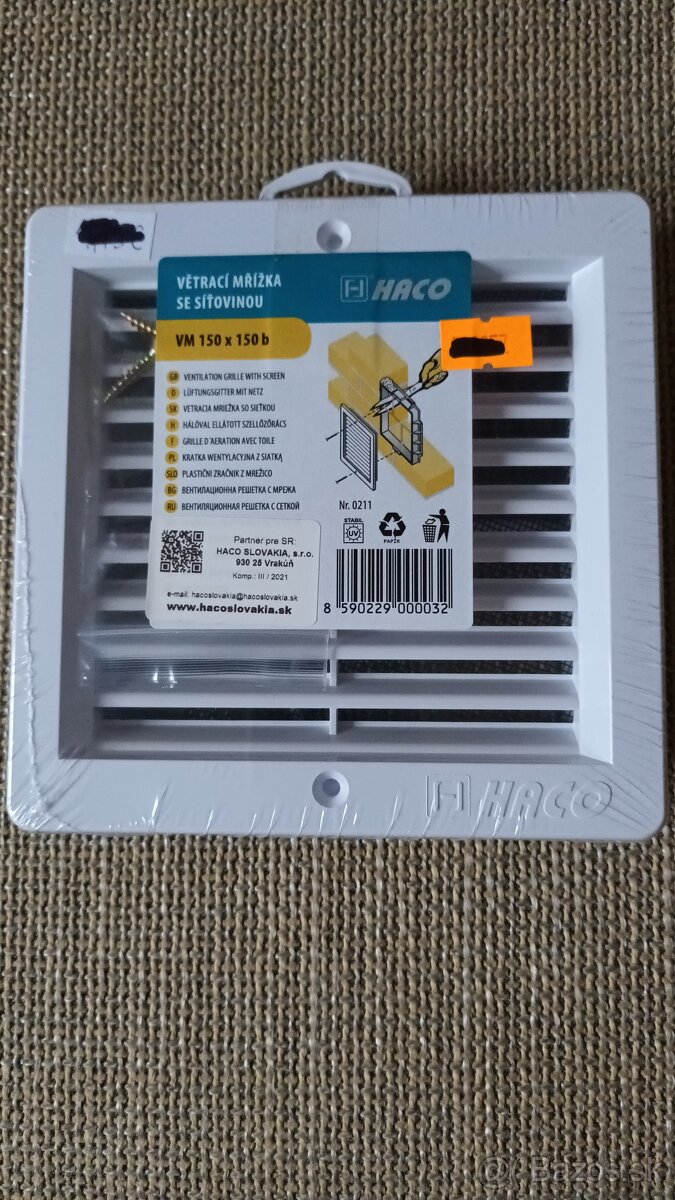 VĚTRACÍ MŘÍŽKA
SE SÍŤOVINOU
HACO
VM 150 x 150 b
GB VENTILATION GRILLE WITH SCREEN
D LÜFTUNGSGITTER MIT NETZ
SK VETRACIA MRIEŽKA SO SIEŤKOU
H HÁLÓVAL ELLÁTOTT SZELLŐZŐRÁCS
F GRILLE D'AERATION AVEC TOILE
PL KRATKA WENTYLACYJNA Z SIATKĄ
SLO PLASTIČNI ZRAČNIK Z MREŽICO
BG ВЕНТИЛАЦИОННА РЕШЕТКА С МРЕЖА
RU ВЕНТИЛЯЦИОННАЯ РЕШЕТКА С СЕТКОЙ
Nr. 0211
STABIL
UV
PAPÍR
Partner pre SR:
HACO SLOVAKIA, s.r.o.
930 25 Vrakúň
Komp.: III / 2021
e-mail: hacoslovakia@hacoslovakia.sk
www.hacoslovakia.sk
8 590229 000032
HACO
Bazos.sk